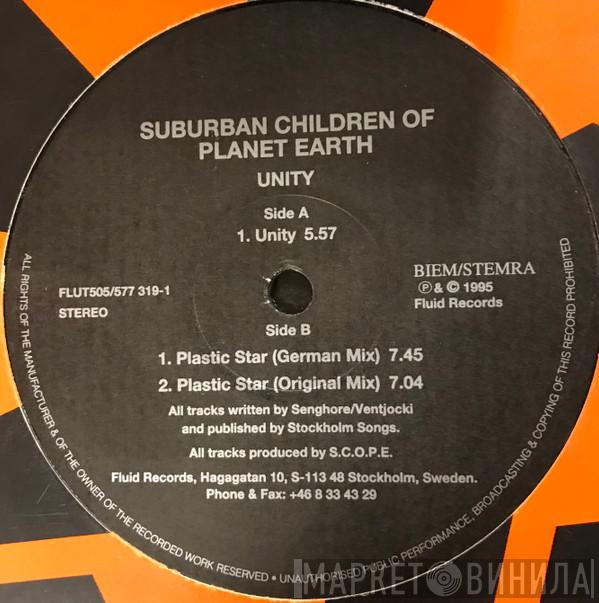 SUBURBAN CHILDREN OF
PLANET EARTH
UNITY
Side A
1. Unity 5.57
FLUT505/577 319-1
STEREO
BIEM/STEMRA
Ⓟ & © 1995
Fluid Records
Side B
1. Plastic Star (German Mix) 7.45
2. Plastic Star (Original Mix) 7.04
All tracks written by Senghore/Ventjocki
and published by Stockholm Songs.
All tracks produced by S.C.O.P.E.
Fluid Records, Hagagatan 10, S-113 48 Stockholm, Sweden.
Phone & Fax: +46 8 33 43 29
ALL RIGHTS OF THE MANUFACTURER & OF THE OWNER OF THE RECORDED WORK RESERVED • UNAUTHORISED PUBLIC PERFORMANCE, BROADCASTING & COPYING OF THIS RECORD PROHIBITED
МАРКЕТ ВИНИЛА